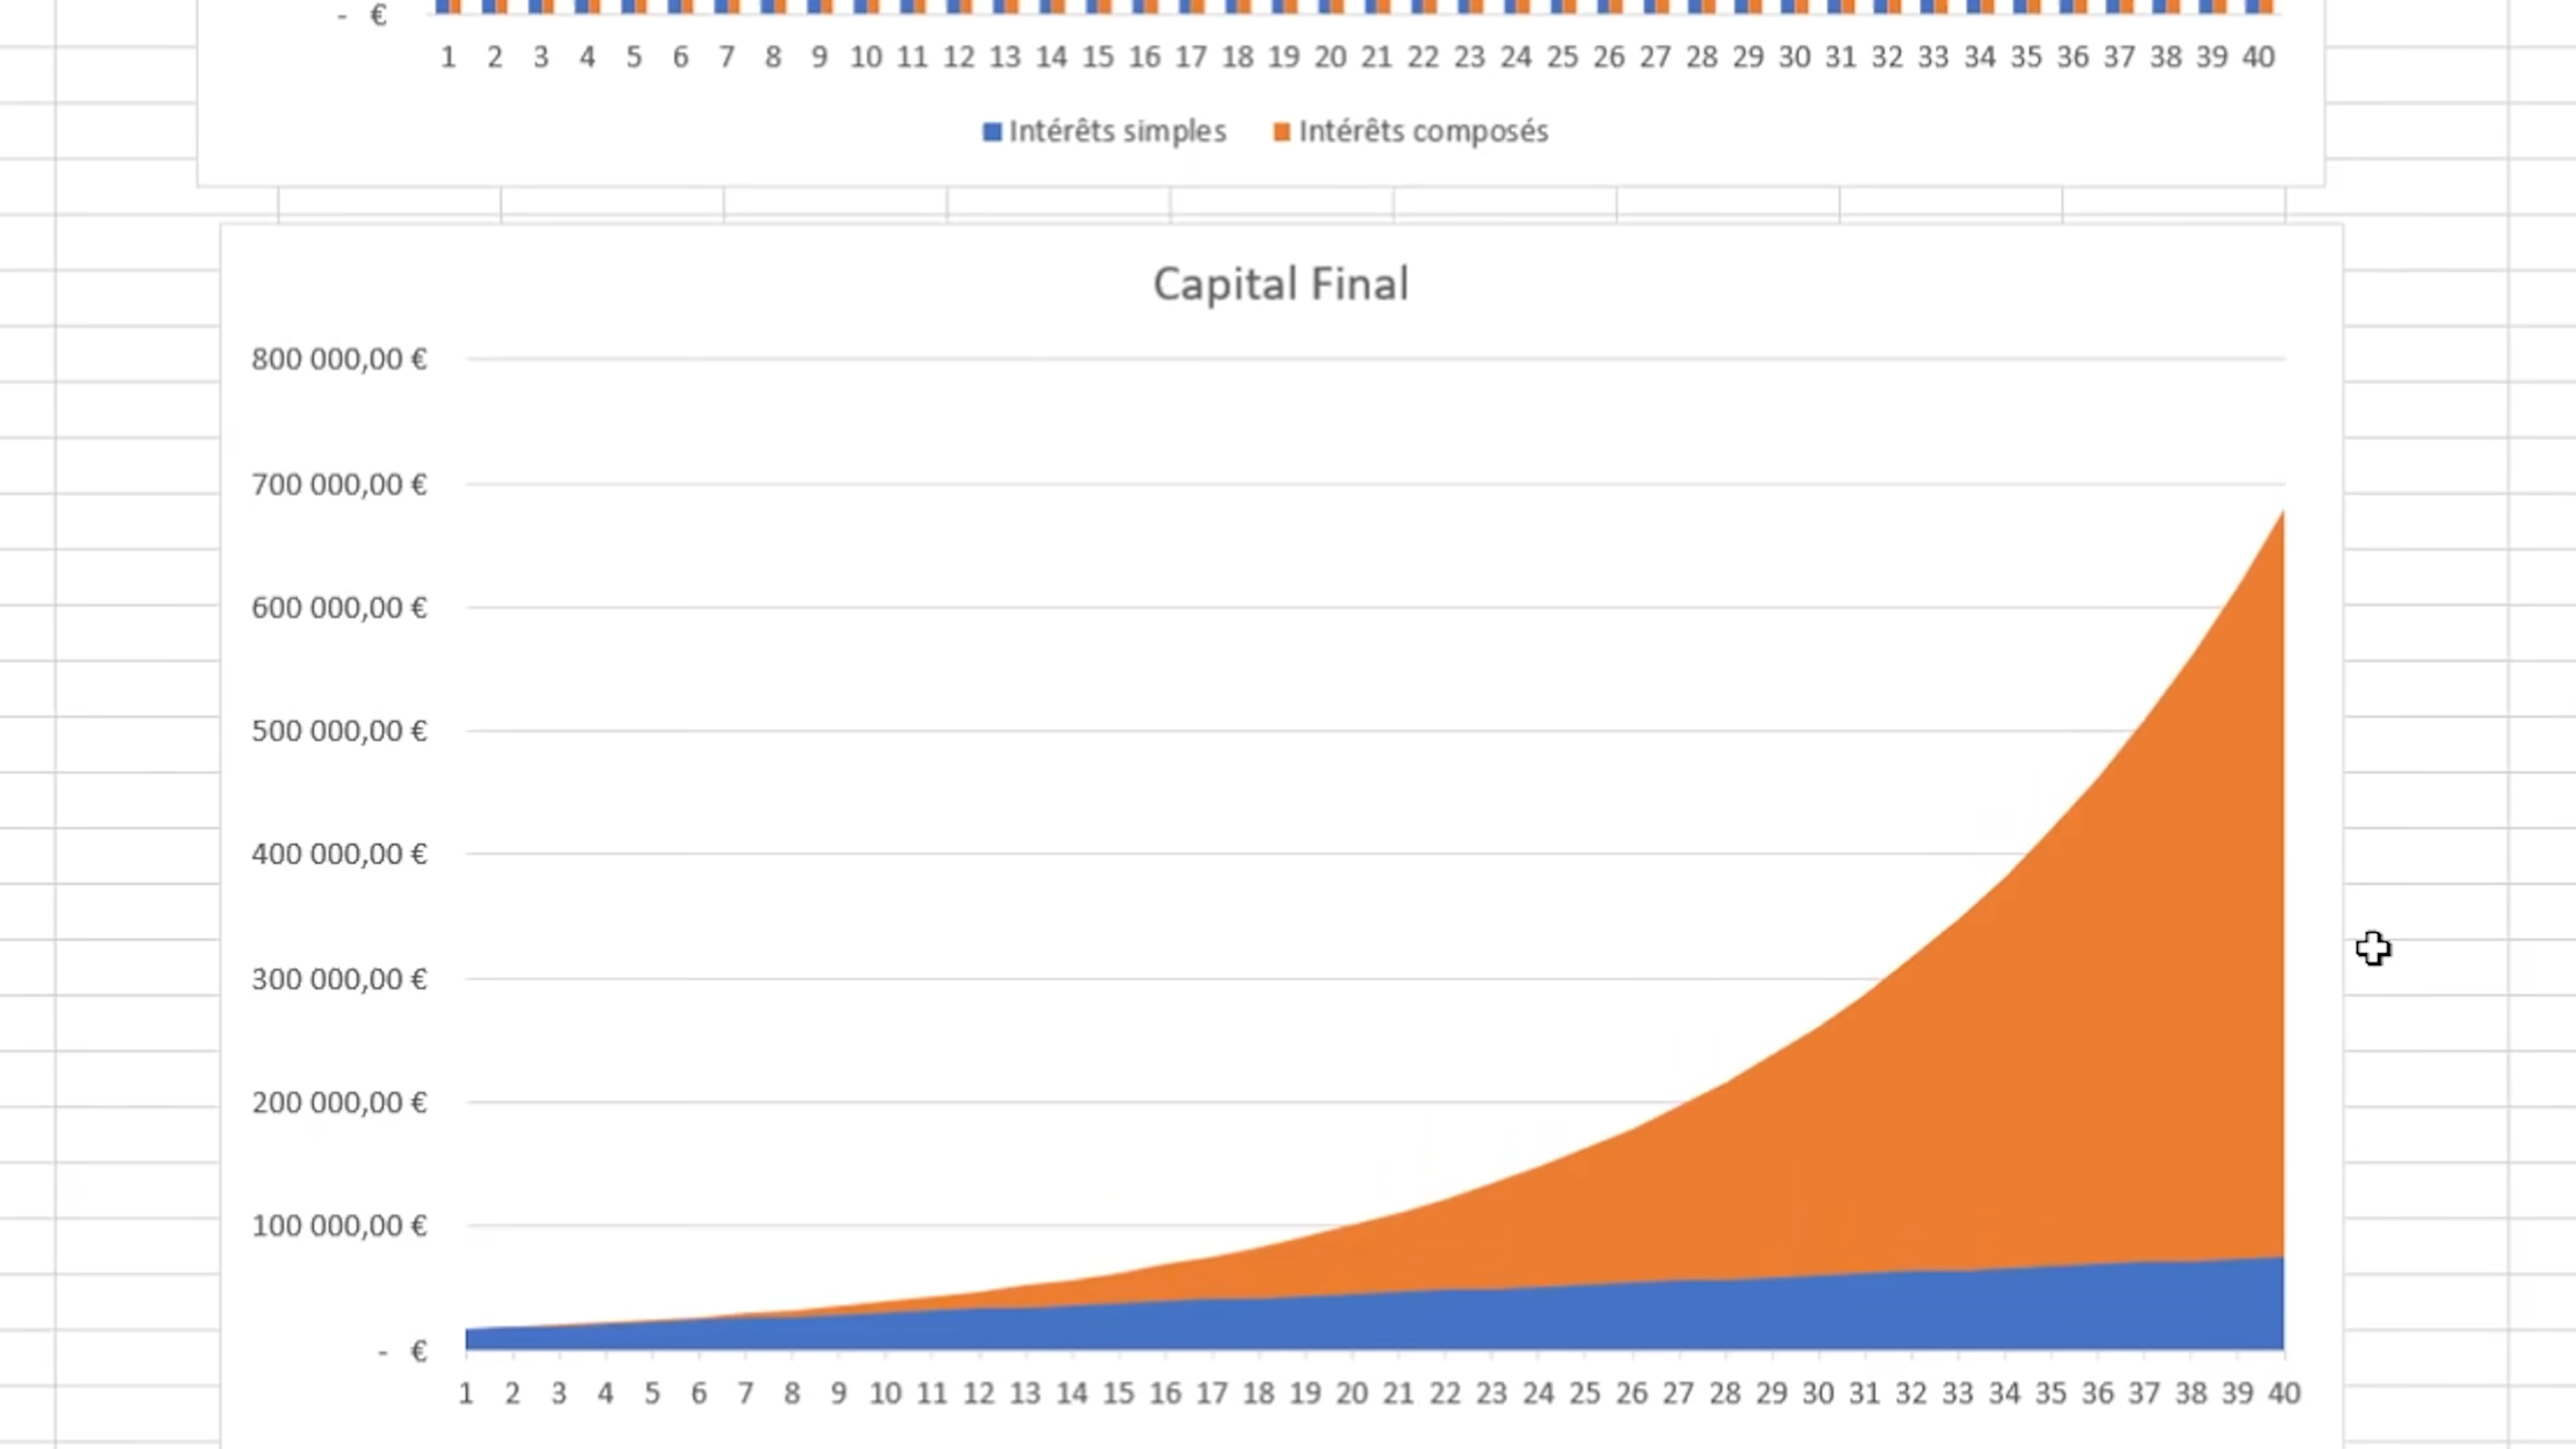 - €
1 2 3 4 5 6 7 8 9 10 11 12 13 14 15 16 17 18 19 20 21 22 23 24 25 26 27 28 29 30 31 32 33 34 35 36 37 38 39 40
Intérêts simples Intérêts composés
Capital Final
800 000,00 €
700 000,00 €
600 000,00 €
500 000,00 €
400 000,00 €
300 000,00 €
200 000,00 €
100 000,00 €
- €
1 2 3 4 5 6 7 8 9 10 11 12 13 14 15 16 17 18 19 20 21 22 23 24 25 26 27 28 29 30 31 32 33 34 35 36 37 38 39 40